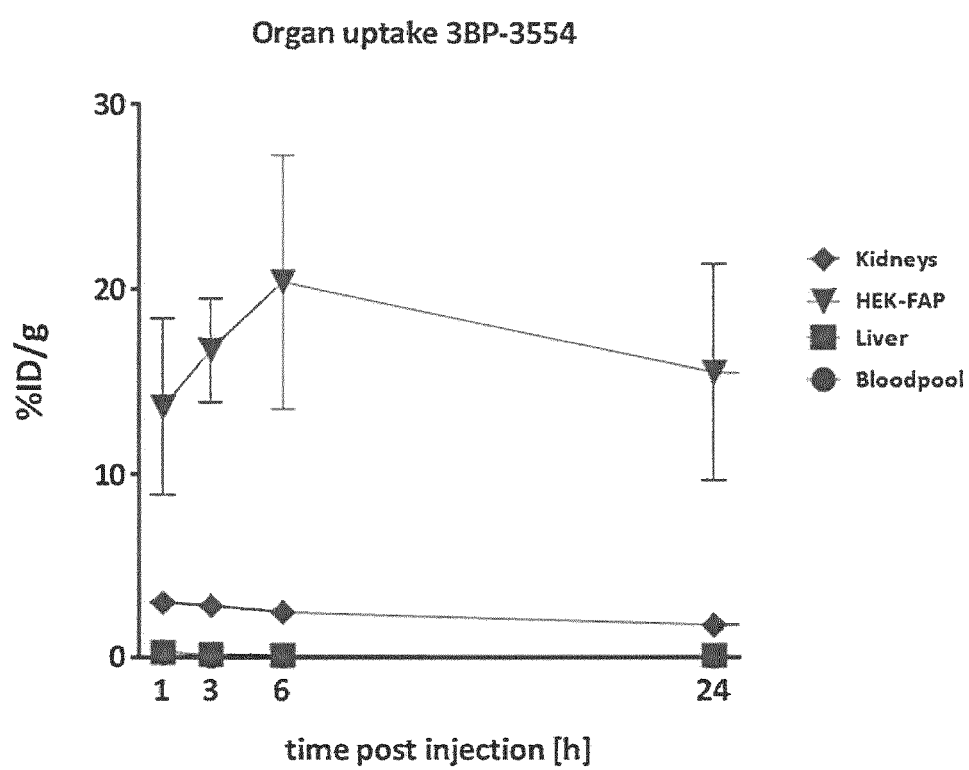 Organ uptake 3BP-3554
30
20
10
0
%ID/g
1 3 6 24
time post injection [h]
Kidneys
HEK-FAP
Liver
Bloodpool